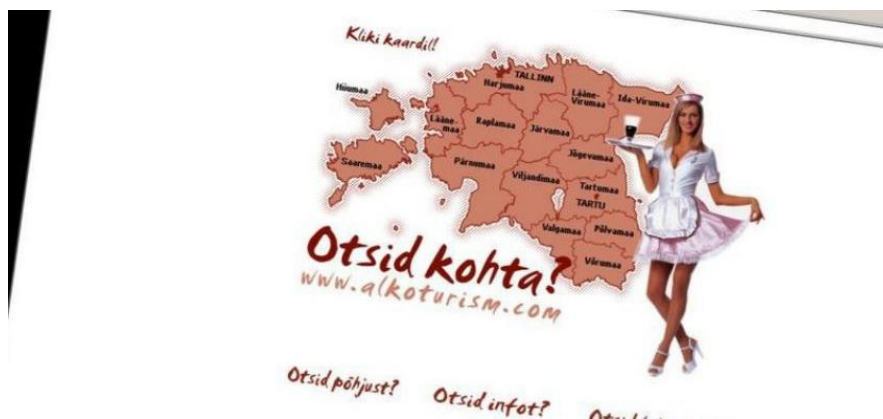 Kliki kaardil!
TALLINN
Harjumaa
Lääne-
Virumaa
Ida-Virumaa
Hiiumaa
Lääne-
maa
Raplamaa
Järvamaa
Jõgevamaa
Saaremaa
Pärnumaa
Viljandimaa
Tartumaa
TARTU
Valgamaa
Põlvamaa
Võrumaa
Otsid kohta?
www.alkoturism.com
Otsid põhjust?
Otsid infot?